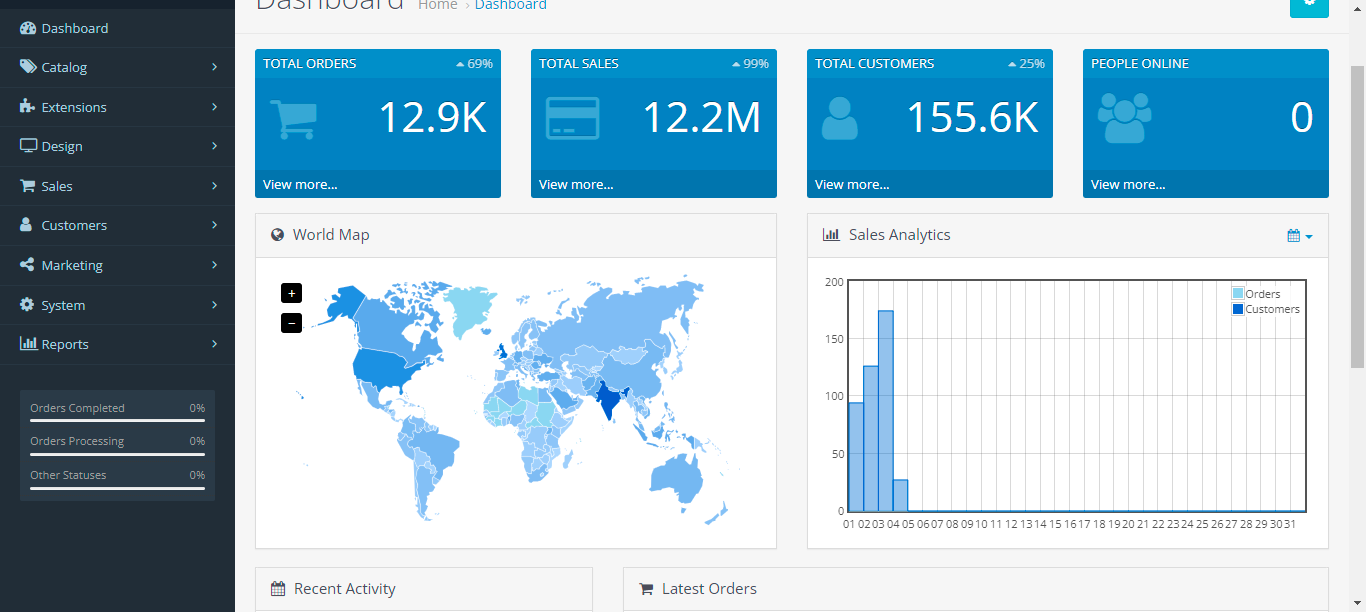 Dashboard Home › Dashboard
Dashboard
Catalog
Extensions
Design
Sales
Customers
Marketing
System
Reports
Orders Completed 0%
Orders Processing 0%
Other Statuses 0%
TOTAL ORDERS 69%
12.9K
View more...
TOTAL SALES 99%
12.2M
View more...
TOTAL CUSTOMERS 25%
155.6K
View more...
PEOPLE ONLINE
0
View more...
World Map
+
−
Sales Analytics
200
150
100
50
0
Orders
Customers
01 02 03 04 05 06 07 08 09 10 11 12 13 14 15 16 17 18 19 20 21 22 23 24 25 26 27 28 29 30 31
Recent Activity
Latest Orders